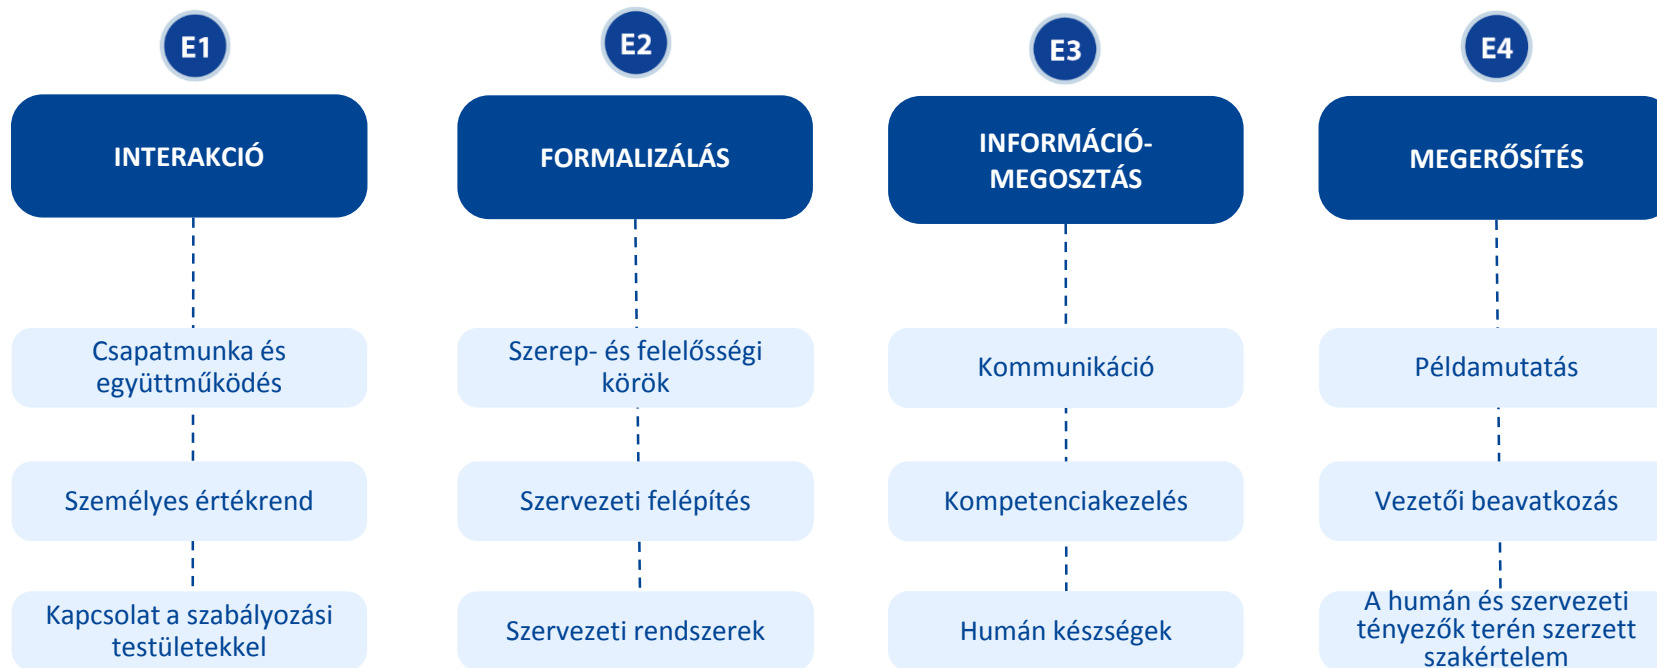 E1
INTERAKCIÓ
Csapatmunka és
együttműködés
Személyes értékrend
Kapcsolat a szabályozási
testületekkel
E2
FORMALIZÁLÁS
Szerep- és felelősségi
körök
Szervezeti felépítés
Szervezeti rendszerek
E3
INFORMÁCIÓ-
MEGOSZTÁS
Kommunikáció
Kompetenciakezelés
Humán készségek
E4
MEGERŐSÍTÉS
Példamutatás
Vezetői beavatkozás
A humán és szervezeti
tényezők terén szerzett
szakértelem